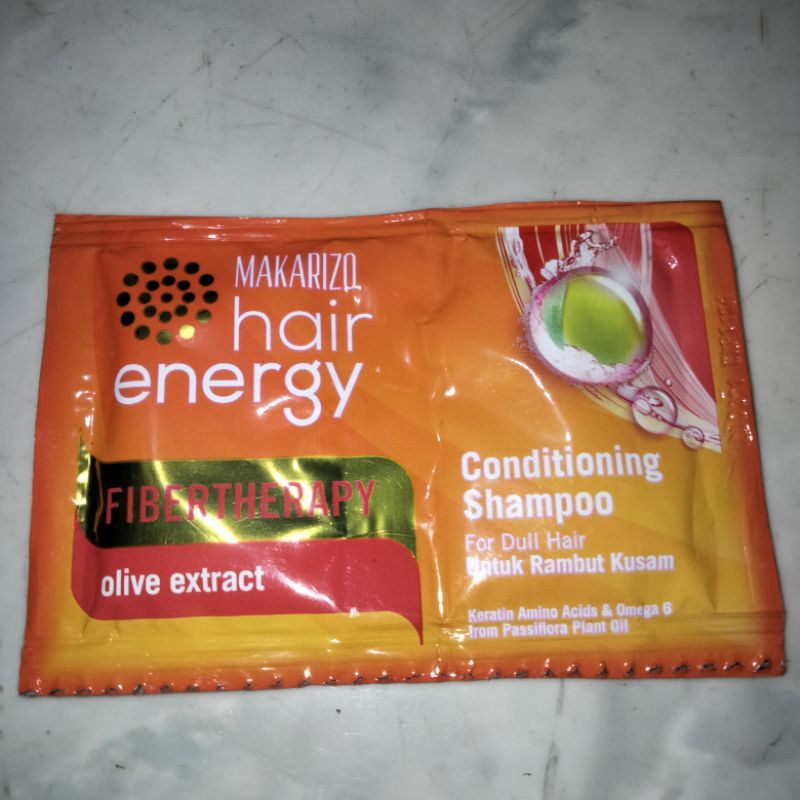 MAKARIZO
hair
energy
FIBERTHERAPY
olive extract
Conditioning
Shampoo
For Dull Hair
Untuk Rambut Kusam
Keratin Amino Acids & Omega 6
from Passiflora Plant Oil